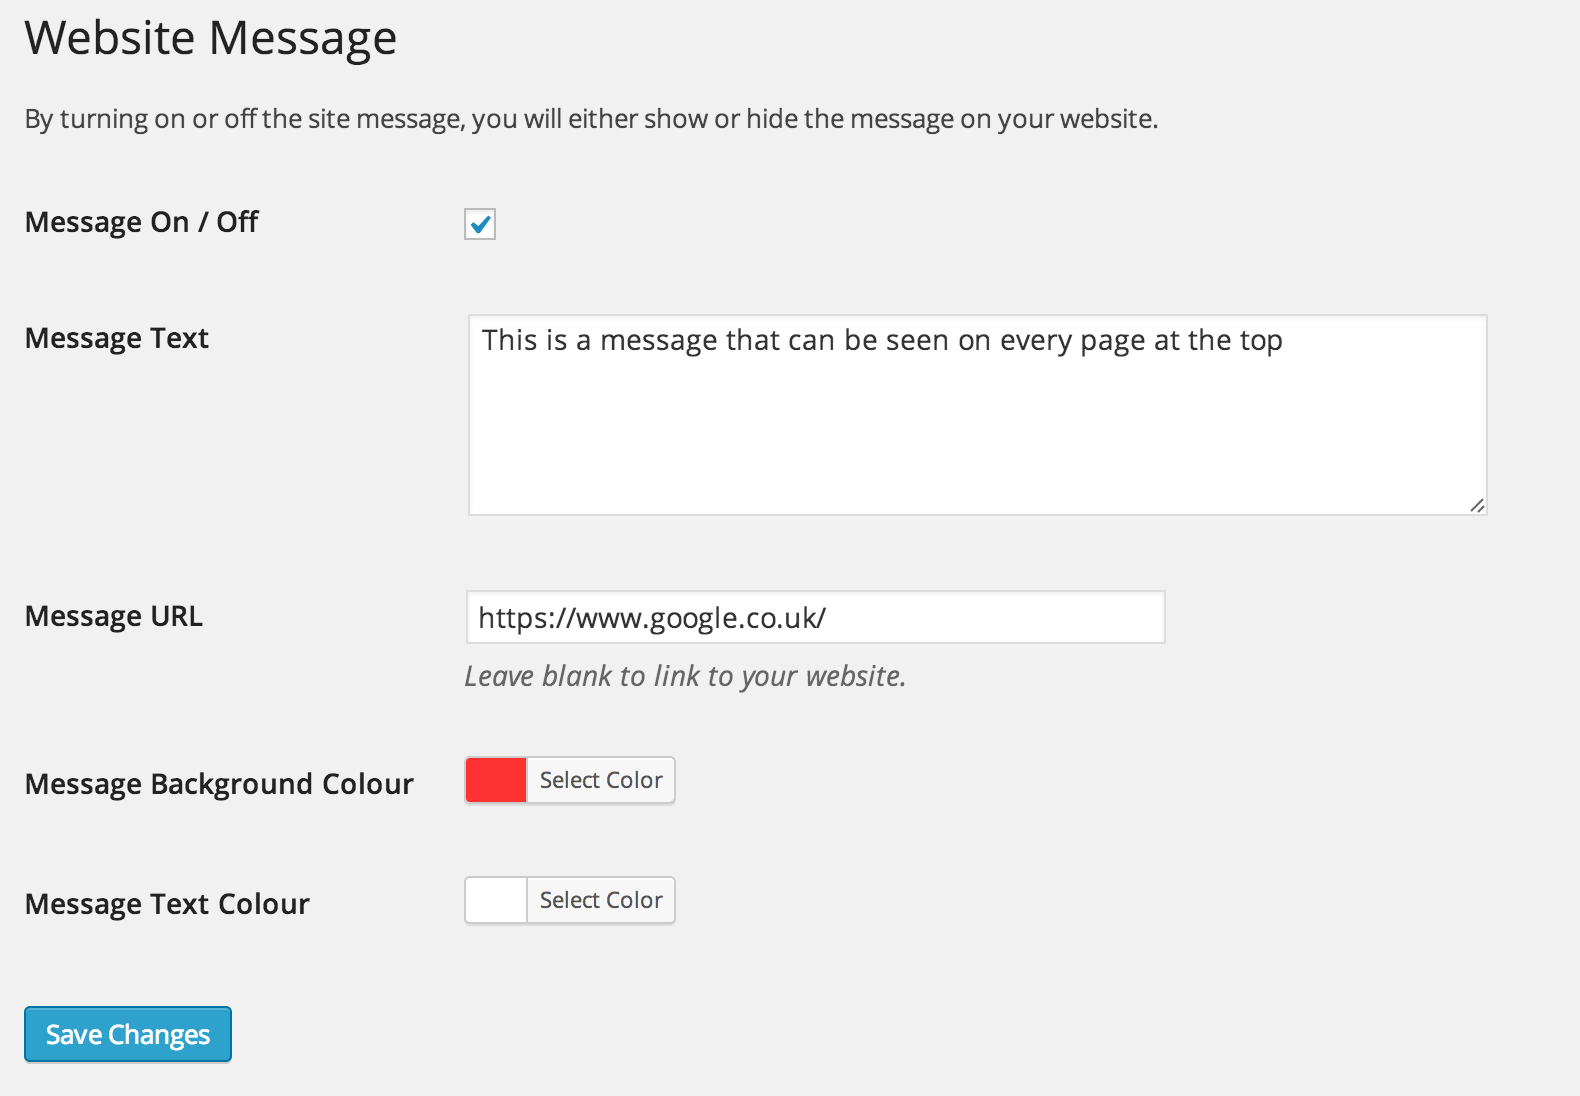 Website Message
By turning on or off the site message, you will either show or hide the message on your website.
Message On / Off
Message Text
This is a message that can be seen on every page at the top
Message URL
https://www.google.co.uk/
Leave blank to link to your website.
Message Background Colour
Select Color
Message Text Colour
Select Color
Save Changes